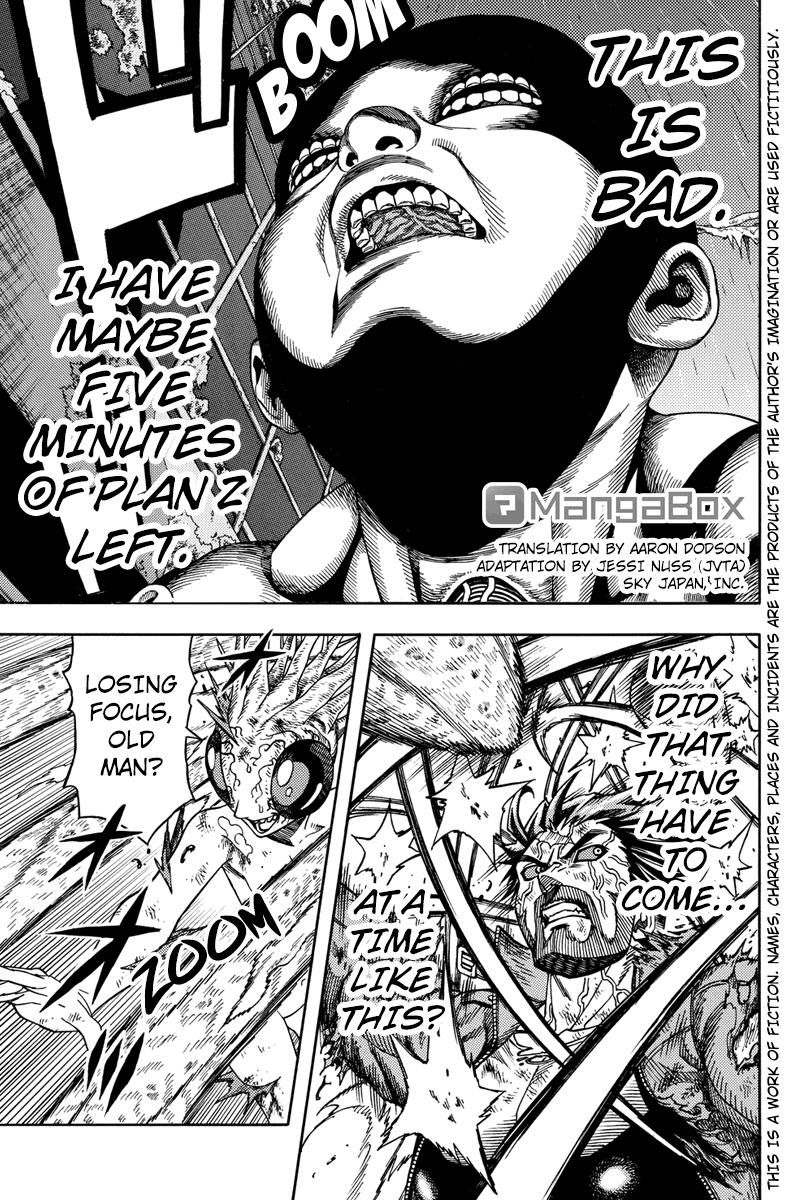 BOOM
THIS
IS
BAD.
I HAVE
MAYBE
FIVE
MINUTES
OF PLAN Z
LEFT.
MangaBox
TRANSLATION BY AARON DODSON
ADAPTATION BY JESSI NUSS (JVTA)
SKY JAPAN, INC.
WHY
DID
THAT
THING
HAVE
TO
COME...
AT A
TIME
LIKE
THIS?
LOSING
FOCUS,
OLD
MAN?
ZOOM
THIS IS A WORK OF FICTION. NAMES, CHARACTERS, PLACES AND INCIDENTS ARE THE PRODUCTS OF THE AUTHOR'S IMAGINATION OR ARE USED FICTITIOUSLY.